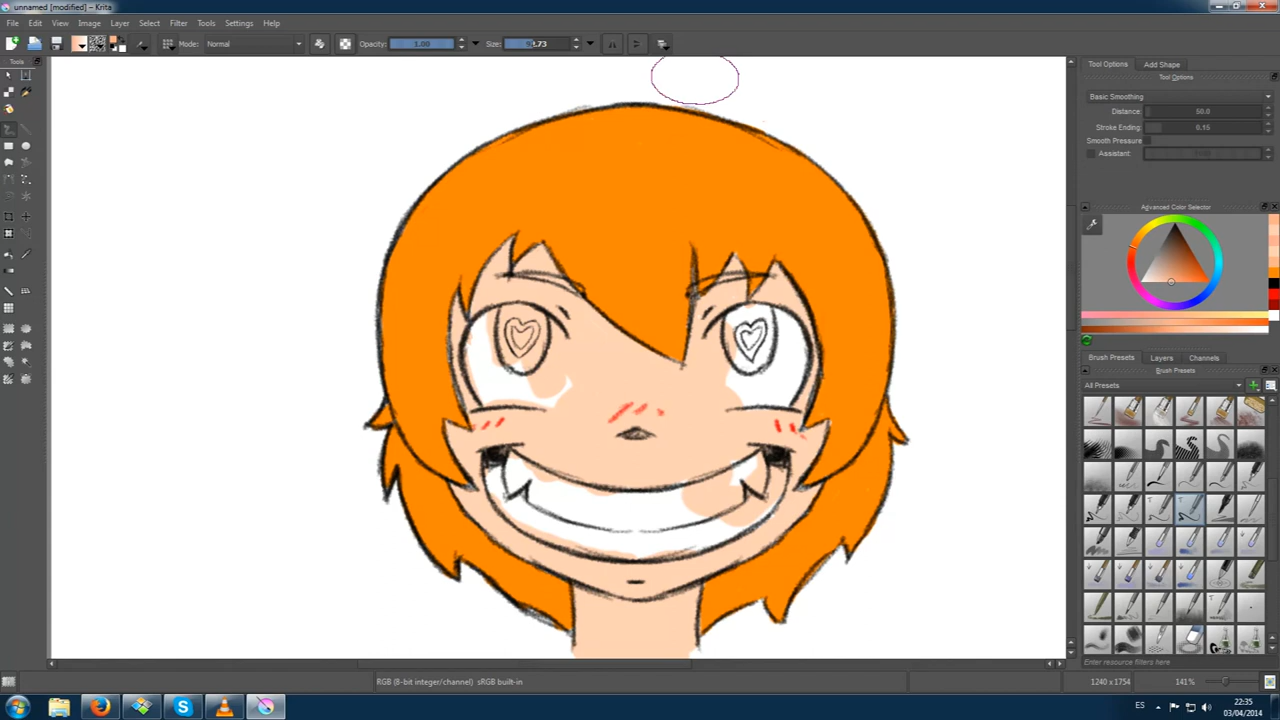 unnamed [modified] - Krita
File Edit View Image Layer Select Filter Tools Settings Help
Mode: Normal Opacity: 1.00 Size:
Tools
Tool Options Add Shape
Tool Options
Basic Smoothing
Distance: 50.0
Stroke Ending: 0.15
Smooth Pressure
Assistant:
Advanced Color Selector
Brush Presets Layers Channels
Brush Presets
All Presets
Enter resource filters here
RGB (8-bit integer/channel) sRGB built-in
1240 x 1754
141%
ES
22:35
03/04/2014